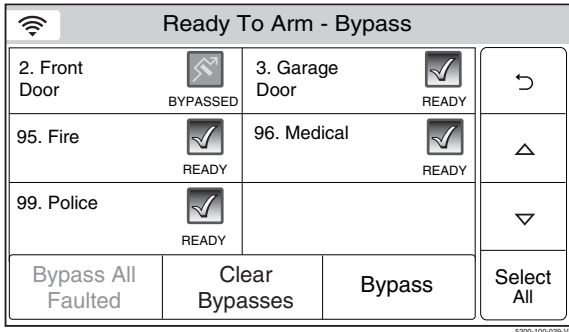 Ready To Arm - Bypass
2. Front
Door
BYPASSED
3. Garage
Door
READY
95. Fire
READY
96. Medical
READY
99. Police
READY
Bypass All
Faulted
Clear
Bypasses
Bypass
Select
All